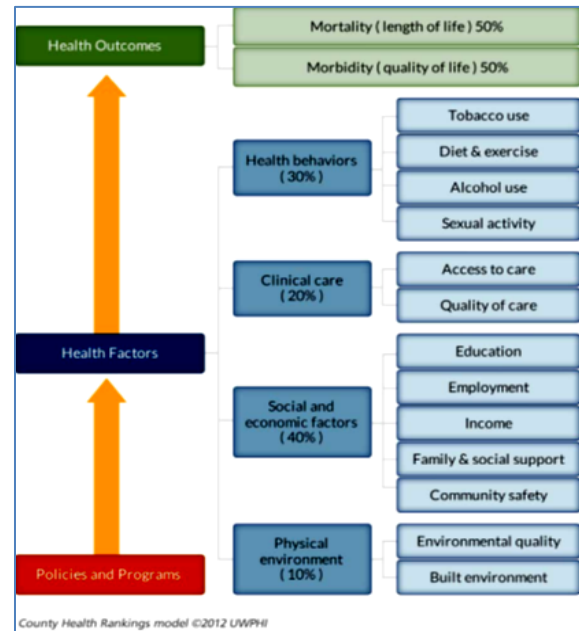 Health Outcomes
Mortality ( length of life ) 50%
Morbidity ( quality of life ) 50%
Health behaviors
( 30% )
Tobacco use
Diet & exercise
Alcohol use
Sexual activity
Clinical care
( 20% )
Access to care
Quality of care
Health Factors
Social and
economic factors
( 40% )
Education
Employment
Income
Family & social support
Community safety
Policies and Programs
Physical
environment
( 10% )
Environmental quality
Built environment
County Health Rankings model ©2012 UWPHI